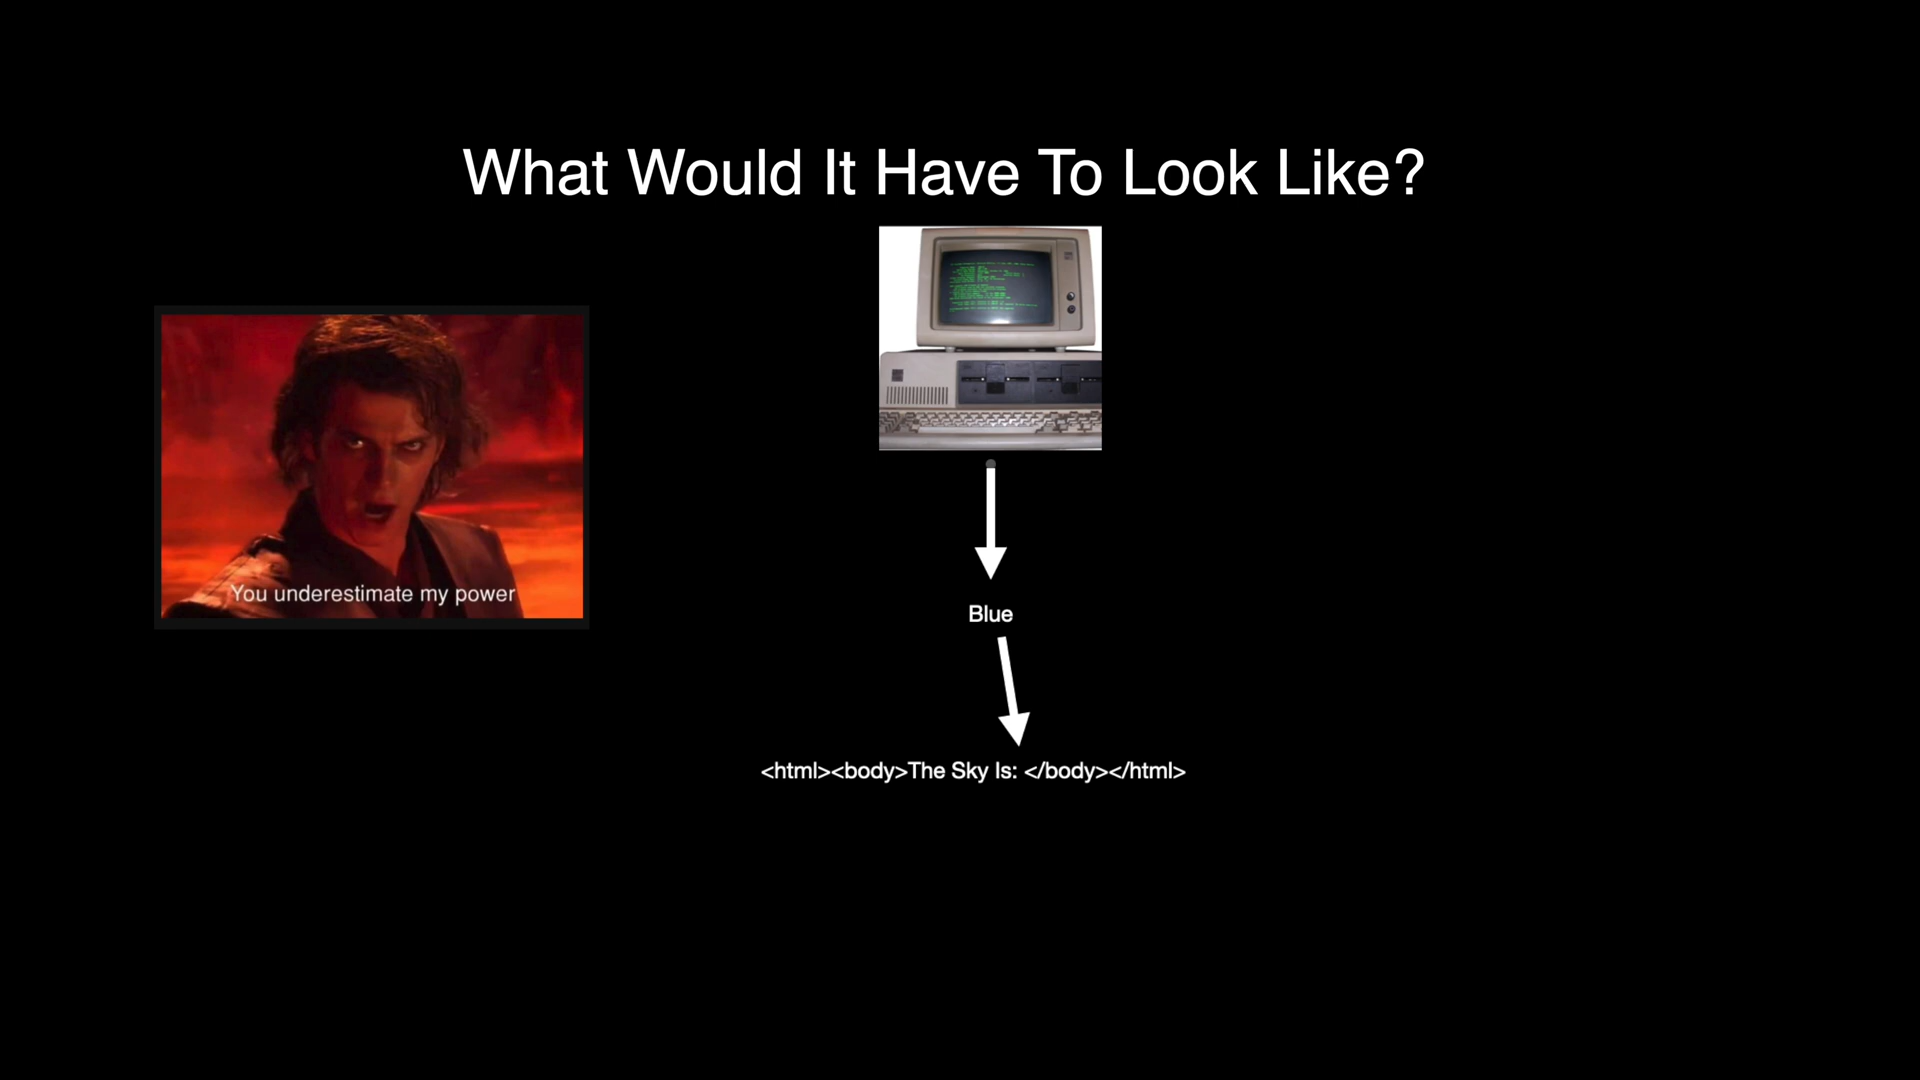 What Would It Have To Look Like?
You underestimate my power
Blue
<html><body>The Sky Is: </body></html>